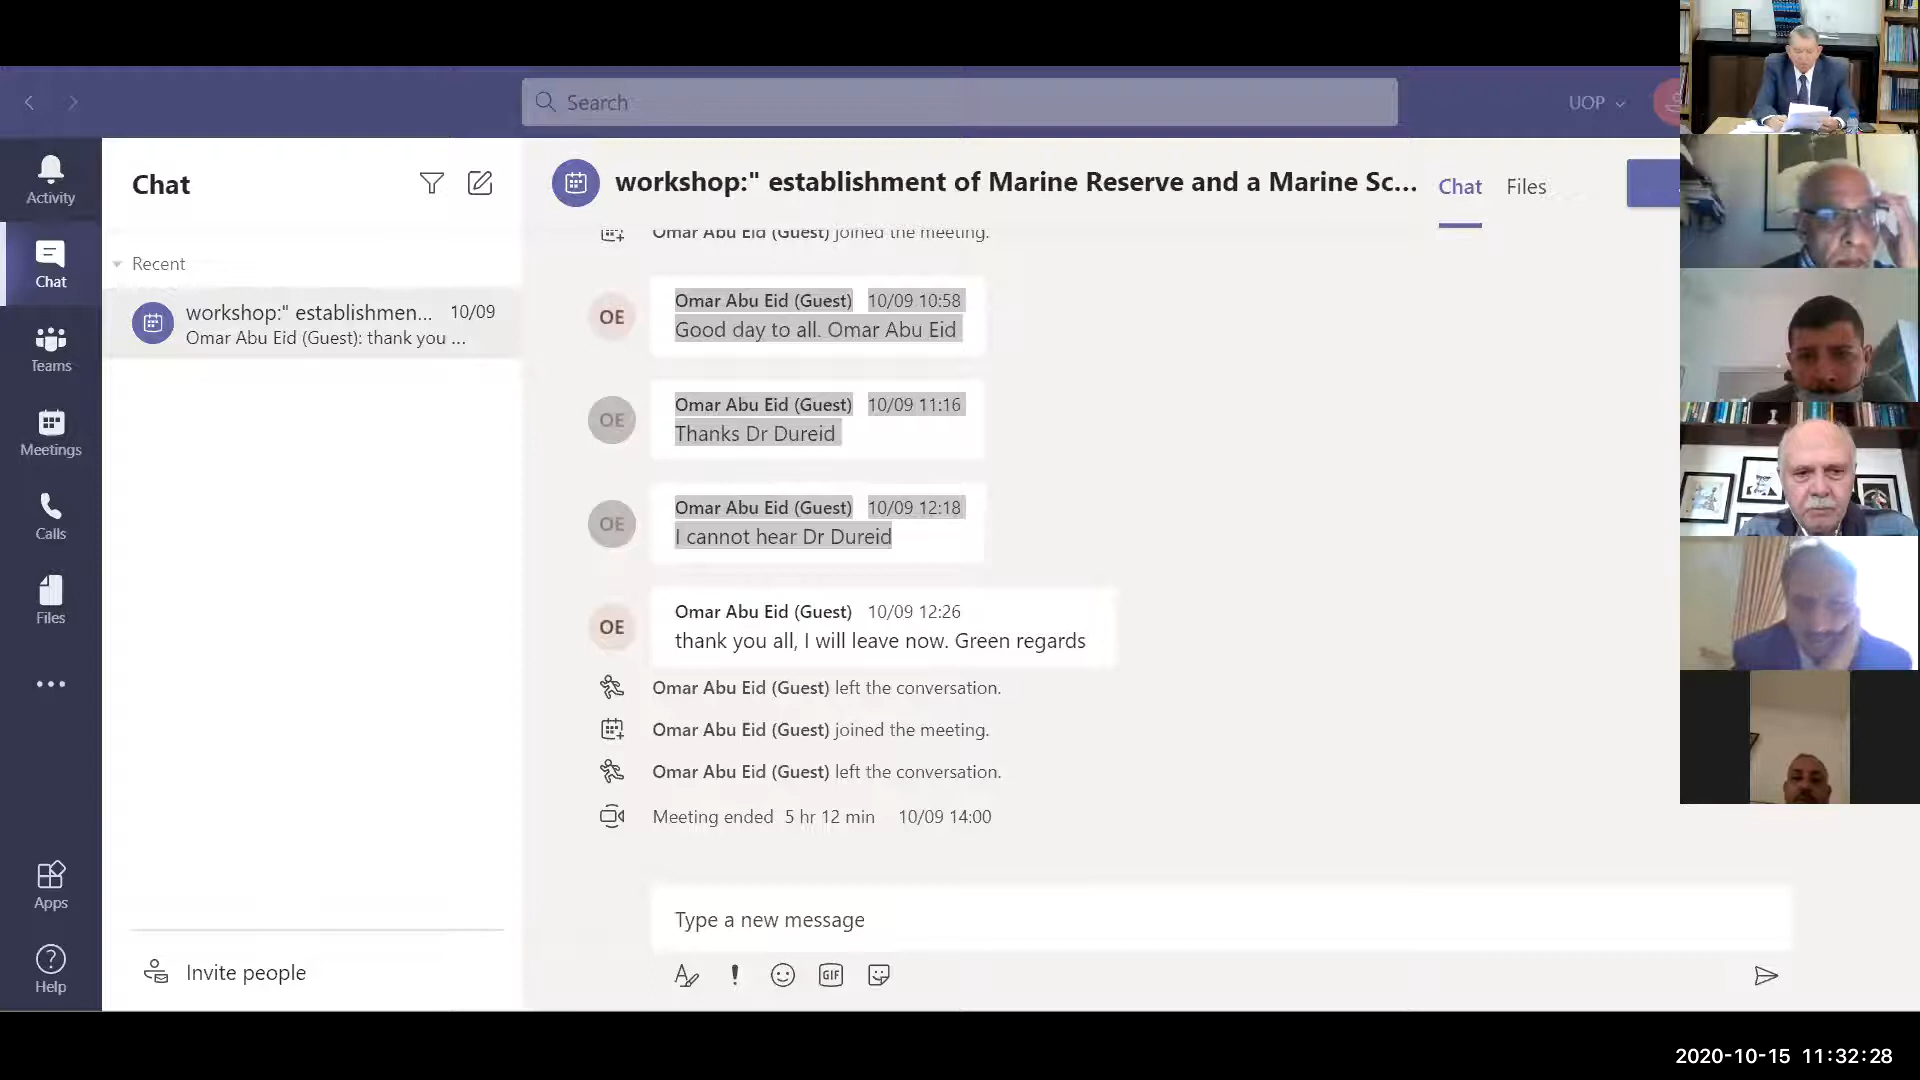 Search
UOP
Activity
Chat
Teams
Meetings
Calls
Files
Apps
Help
Chat
Recent
workshop:" establishmen... 10/09
Omar Abu Eid (Guest): thank you ...
Invite people
workshop:" establishment of Marine Reserve and a Marine Sc... Chat Files
Omar Abu Eid (Guest) joined the meeting.
OE
Omar Abu Eid (Guest) 10/09 10:58
Good day to all. Omar Abu Eid
OE
Omar Abu Eid (Guest) 10/09 11:16
Thanks Dr Dureid
OE
Omar Abu Eid (Guest) 10/09 12:18
I cannot hear Dr Dureid
OE
Omar Abu Eid (Guest) 10/09 12:26
thank you all, I will leave now. Green regards
Omar Abu Eid (Guest) left the conversation.
Omar Abu Eid (Guest) joined the meeting.
Omar Abu Eid (Guest) left the conversation.
Meeting ended 5 hr 12 min 10/09 14:00
Type a new message
GIF
2020-10-15 11:32:28